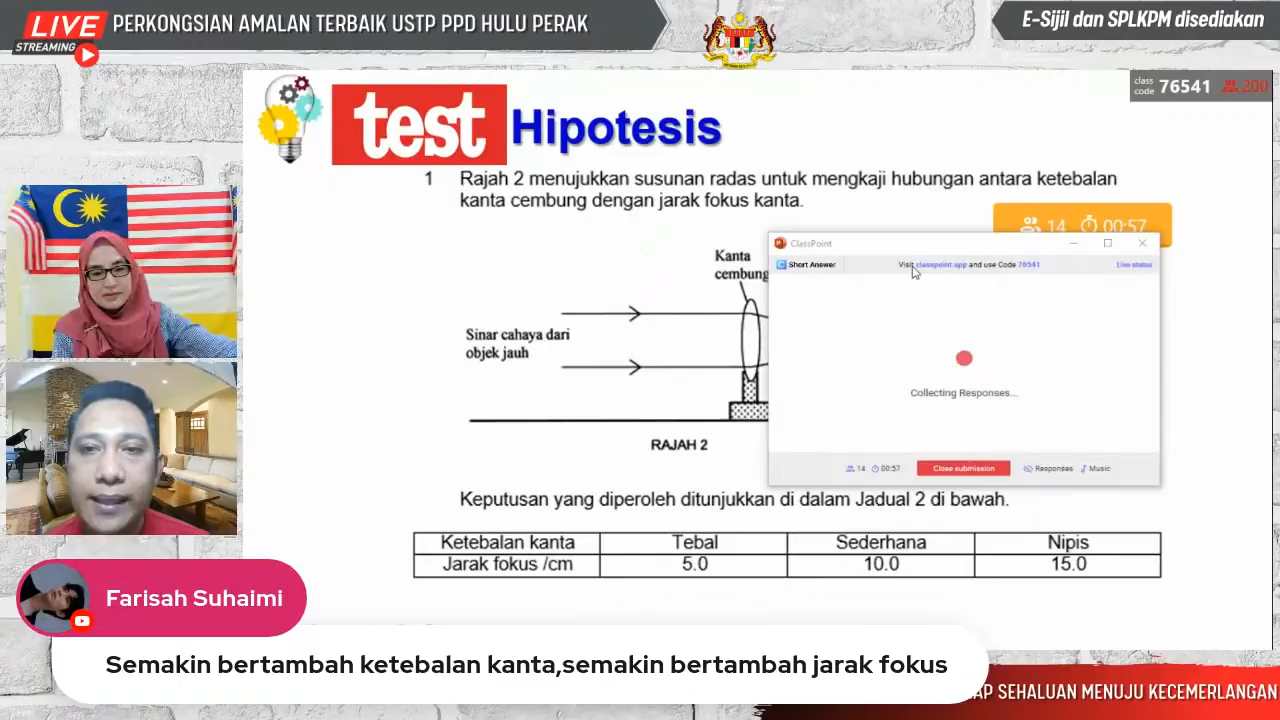 LIVE
STREAMING
PERKONGSIAN AMALAN TERBAIK USTP PPD HULU PERAK
E-Sijil dan SPLKPM disediakan
class
code 76541 200
test Hipotesis
1 Rajah 2 menujukkan susunan radas untuk mengkaji hubungan antara ketebalan
kanta cembung dengan jarak fokus kanta.
14 00:57
ClassPoint
Short Answer Visit classpoint.app and use Code 76541 Live status
Kanta
cembung
Sinar cahaya dari
objek jauh
Collecting Responses...
RAJAH 2
14 00:57 Close submission Responses Music
Keputusan yang diperoleh ditunjukkan di dalam Jadual 2 di bawah.
Ketebalan kanta Tebal Sederhana Nipis
Jarak fokus /cm 5.0 10.0 15.0
Farisah Suhaimi
Semakin bertambah ketebalan kanta,semakin bertambah jarak fokus
AP SEHALUAN MENUJU KECEMERLANGAN